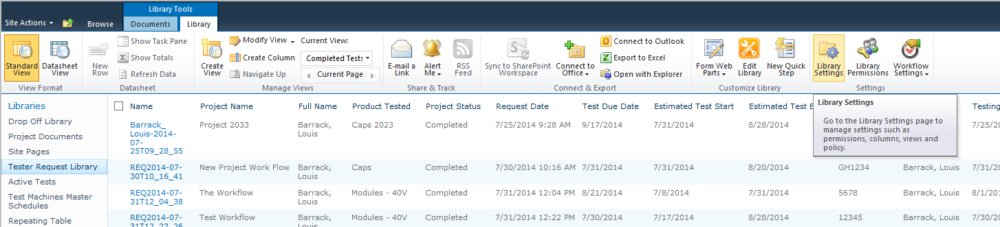 Library Tools
Site Actions Browse Documents Library
Standard View
Datasheet View
New Row
Show Task Pane
Show Totals
Refresh Data
Create View
Modify View
Create Column
Navigate Up
Current View:
Completed Tests
Current Page
E-mail a Link
Alert Me
RSS Feed
Sync to SharePoint Workspace
Connect to Office
Connect to Outlook
Export to Excel
Open with Explorer
Form Web Parts
Edit Library
New Quick Step
Library Settings
Library Permissions
Workflow Settings
View Format Datasheet Manage Views Share & Track Connect & Export Customize Library Settings
Libraries
Drop Off Library
Project Documents
Site Pages
Tester Request Library
Active Tests
Test Machines Master
Schedules
Repeating Table
Name Project Name Full Name Product Tested Project Status Request Date Test Due Date Estimated Test Start Estimated Test E Testing
Barrack_ Project 2033 Barrack, Caps 2023 Completed 7/25/2014 9:28 AM 9/17/2014 7/31/2014 8/28/2014 7/25/20
Louis-2014- Louis
07-
25T09_28_55
REQ2014-07- New Project Work Flow Barrack, Caps Completed 7/30/2014 10:16 AM 7/31/2014 7/31/2014 8/20/2014 GH1234 Barrack, Louis 7/31/20
30T10_16_41 Louis
REQ2014-07- The Workflow Barrack, Modules - 40V Completed 7/31/2014 12:04 PM 8/21/2014 7/8/2014 7/31/2014 5678 Barrack, Louis 8/1/201
31T12_04_38 Louis
REQ2014-07- Test Workflow Barrack, Modules - 40V Completed 7/31/2014 12:22 PM 7/30/2014 7/17/2014 8/28/2014 12345 Barrack, Louis 7/30/20
31T12_22_26 Louis
Library Settings
Go to the Library Settings page to
manage settings such as
permissions, columns, views and
policy.